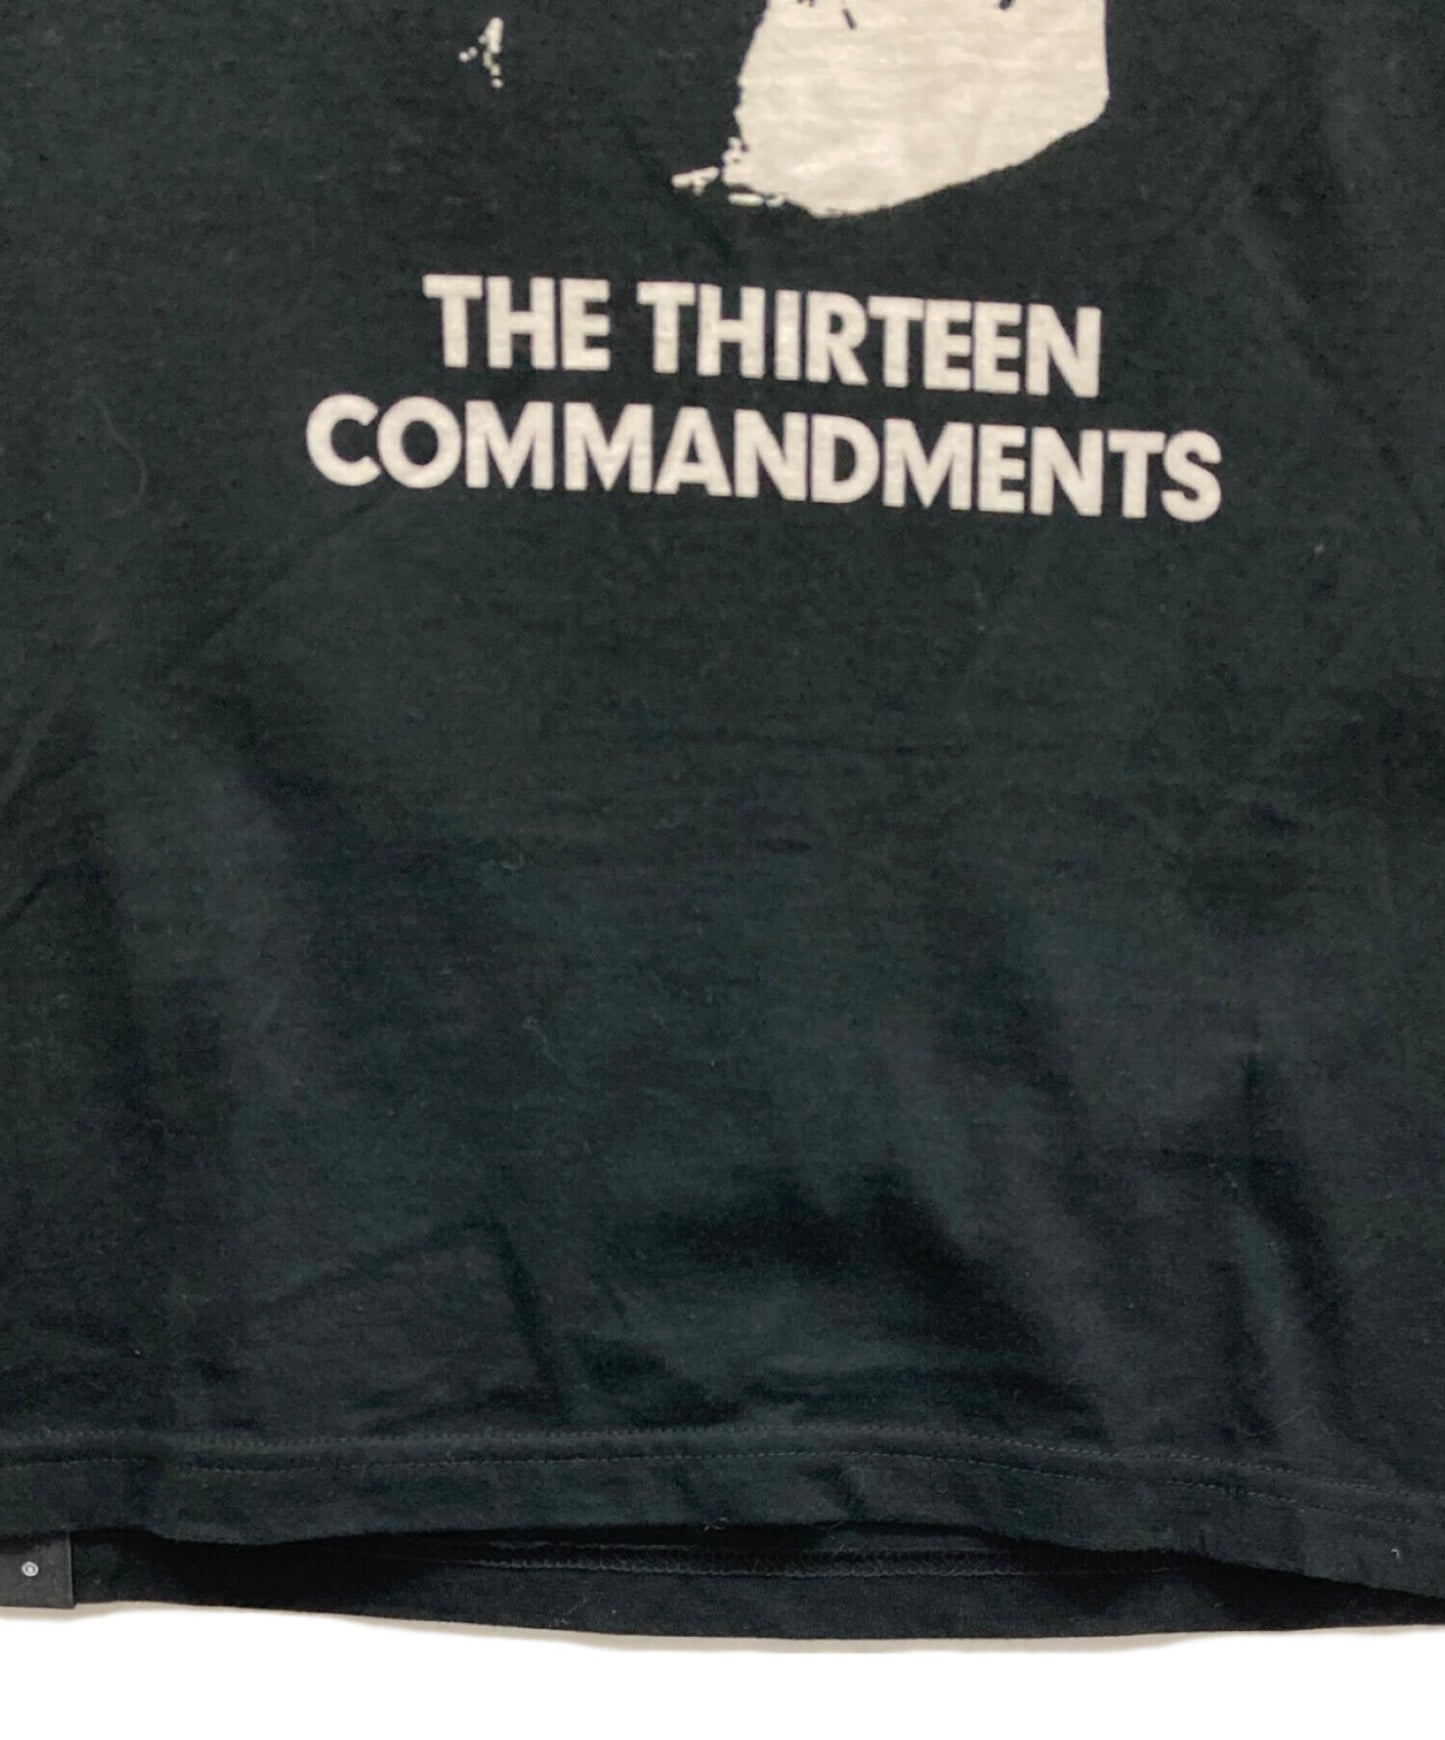 THE THIRTEEN
COMMANDMENTS
®